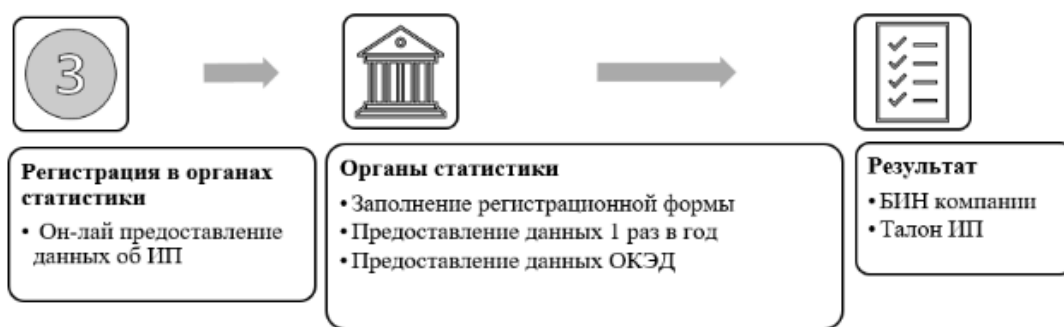 3
Регистрация в органах
статистики
• Он-лай предоставление
данных об ИП
Органы статистики
• Заполнение регистрационной формы
• Предоставление данных 1 раз в год
• Предоставление данных ОКЭД
Результат
• БИН компании
• Талон ИП